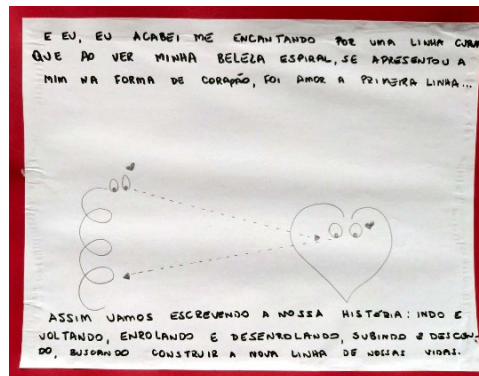 E EU, EU ACABEI ME ENCANTANDO POR UMA LINHA CURVA
QUE AO VER MINHA BELEZA ESPIRAL, SE APRESENTOU A
MIM NA FORMA DE CORAÇÃO, FOI AMOR A PRIMEIRA LINHA...
ASSIM VAMOS ESCREVENDO A NOSSA HISTÓRIA: INDO E
VOLTANDO, ENROLANDO E DESENROLANDO, SUBINDO E DESCEN-
DO, BUSCANDO CONSTRUIR A NOVA LINHA DE NOSSAS VIDAS.